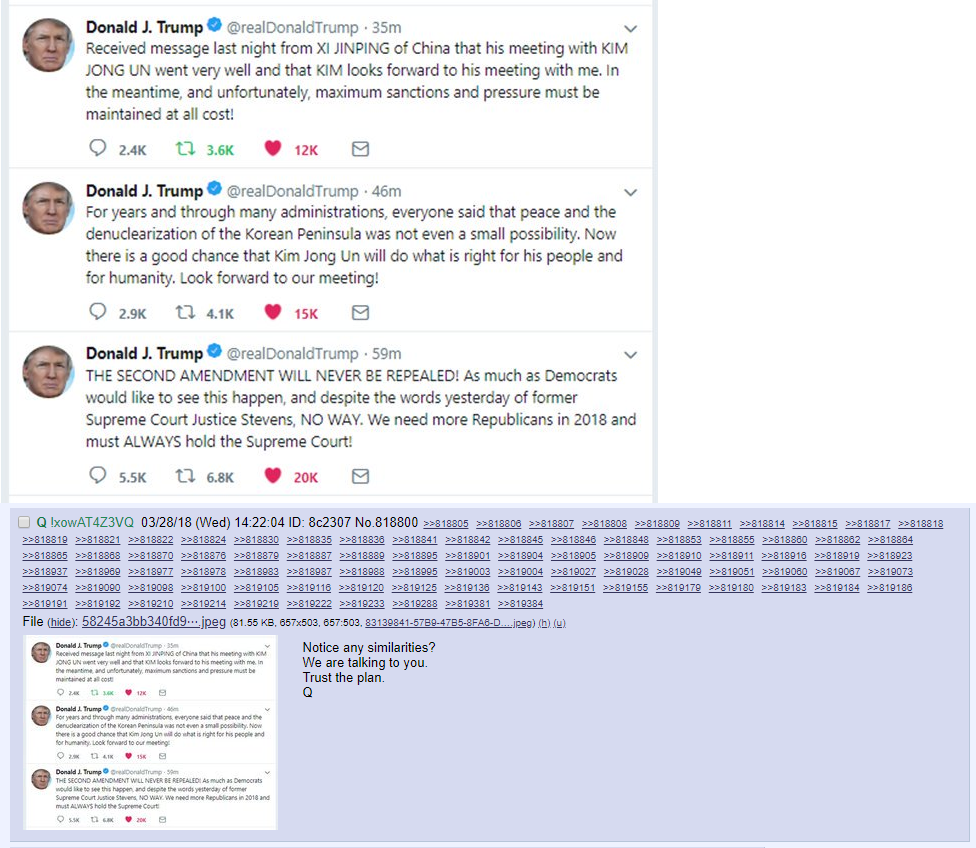 Donald J. Trump @realDonaldTrump · 35m
Received message last night from XI JINPING of China that his meeting with KIM
JONG UN went very well and that KIM looks forward to his meeting with me. In
the meantime, and unfortunately, maximum sanctions and pressure must be
maintained at all cost!
2.4K 3.6K 12K
Donald J. Trump @realDonaldTrump · 46m
For years and through many administrations, everyone said that peace and the
denuclearization of the Korean Peninsula was not even a small possibility. Now
there is a good chance that Kim Jong Un will do what is right for his people and
for humanity. Look forward to our meeting!
2.9K 4.1K 15K
Donald J. Trump @realDonaldTrump · 59m
THE SECOND AMENDMENT WILL NEVER BE REPEALED! As much as Democrats
would like to see this happen, and despite the words yesterday of former
Supreme Court Justice Stevens, NO WAY. We need more Republicans in 2018 and
must ALWAYS hold the Supreme Court!
5.5K 6.8K 20K
Q !xowAT4Z3VQ 03/28/18 (Wed) 14:22:04 ID: 8c2307 No.818800 >>818805 >>818806 >>818807 >>818808 >>818809 >>818811 >>818814 >>818815 >>818817 >>818818
>>818819 >>818821 >>818822 >>818824 >>818830 >>818835 >>818836 >>818841 >>818842 >>818845 >>818846 >>818848 >>818853 >>818855 >>818860 >>818862 >>818864
>>818865 >>818868 >>818870 >>818876 >>818879 >>818887 >>818889 >>818895 >>818901 >>818904 >>818905 >>818909 >>818910 >>818911 >>818916 >>818919 >>818923
>>818937 >>818969 >>818977 >>818978 >>818983 >>818987 >>818988 >>818995 >>819003 >>819004 >>819027 >>819028 >>819049 >>819051 >>819060 >>819067 >>819073
>>819074 >>819090 >>819098 >>819100 >>819105 >>819116 >>819120 >>819125 >>819136 >>819143 >>819151 >>819155 >>819179 >>819180 >>819183 >>819184 >>819186
>>819191 >>819192 >>819210 >>819214 >>819219 >>819222 >>819233 >>819288 >>819381 >>819384
File (hide): 58245a3bb340fd9⋯.jpeg (81.55 KB, 657x503, 657:503, 83139841-57B9-47B5-8FA6-D….jpeg) (h) (u)
Donald J. Trump @realDonaldTrump · 35m
Received message last night from XI JINPING of China that his meeting with KIM
JONG UN went very well and that KIM looks forward to his meeting with me. In
the meantime, and unfortunately, maximum sanctions and pressure must be
maintained at all cost!
2.4K 3.6K 12K
Donald J. Trump @realDonaldTrump · 46m
For years and through many administrations, everyone said that peace and the
denuclearization of the Korean Peninsula was not even a small possibility. Now
there is a good chance that Kim Jong Un will do what is right for his people and
for humanity. Look forward to our meeting!
2.9K 4.1K 15K
Donald J. Trump @realDonaldTrump · 59m
THE SECOND AMENDMENT WILL NEVER BE REPEALED! As much as Democrats
would like to see this happen, and despite the words yesterday of former
Supreme Court Justice Stevens, NO WAY. We need more Republicans in 2018 and
must ALWAYS hold the Supreme Court!
5.5K 6.8K 20K
Notice any similarities?
We are talking to you.
Trust the plan.
Q